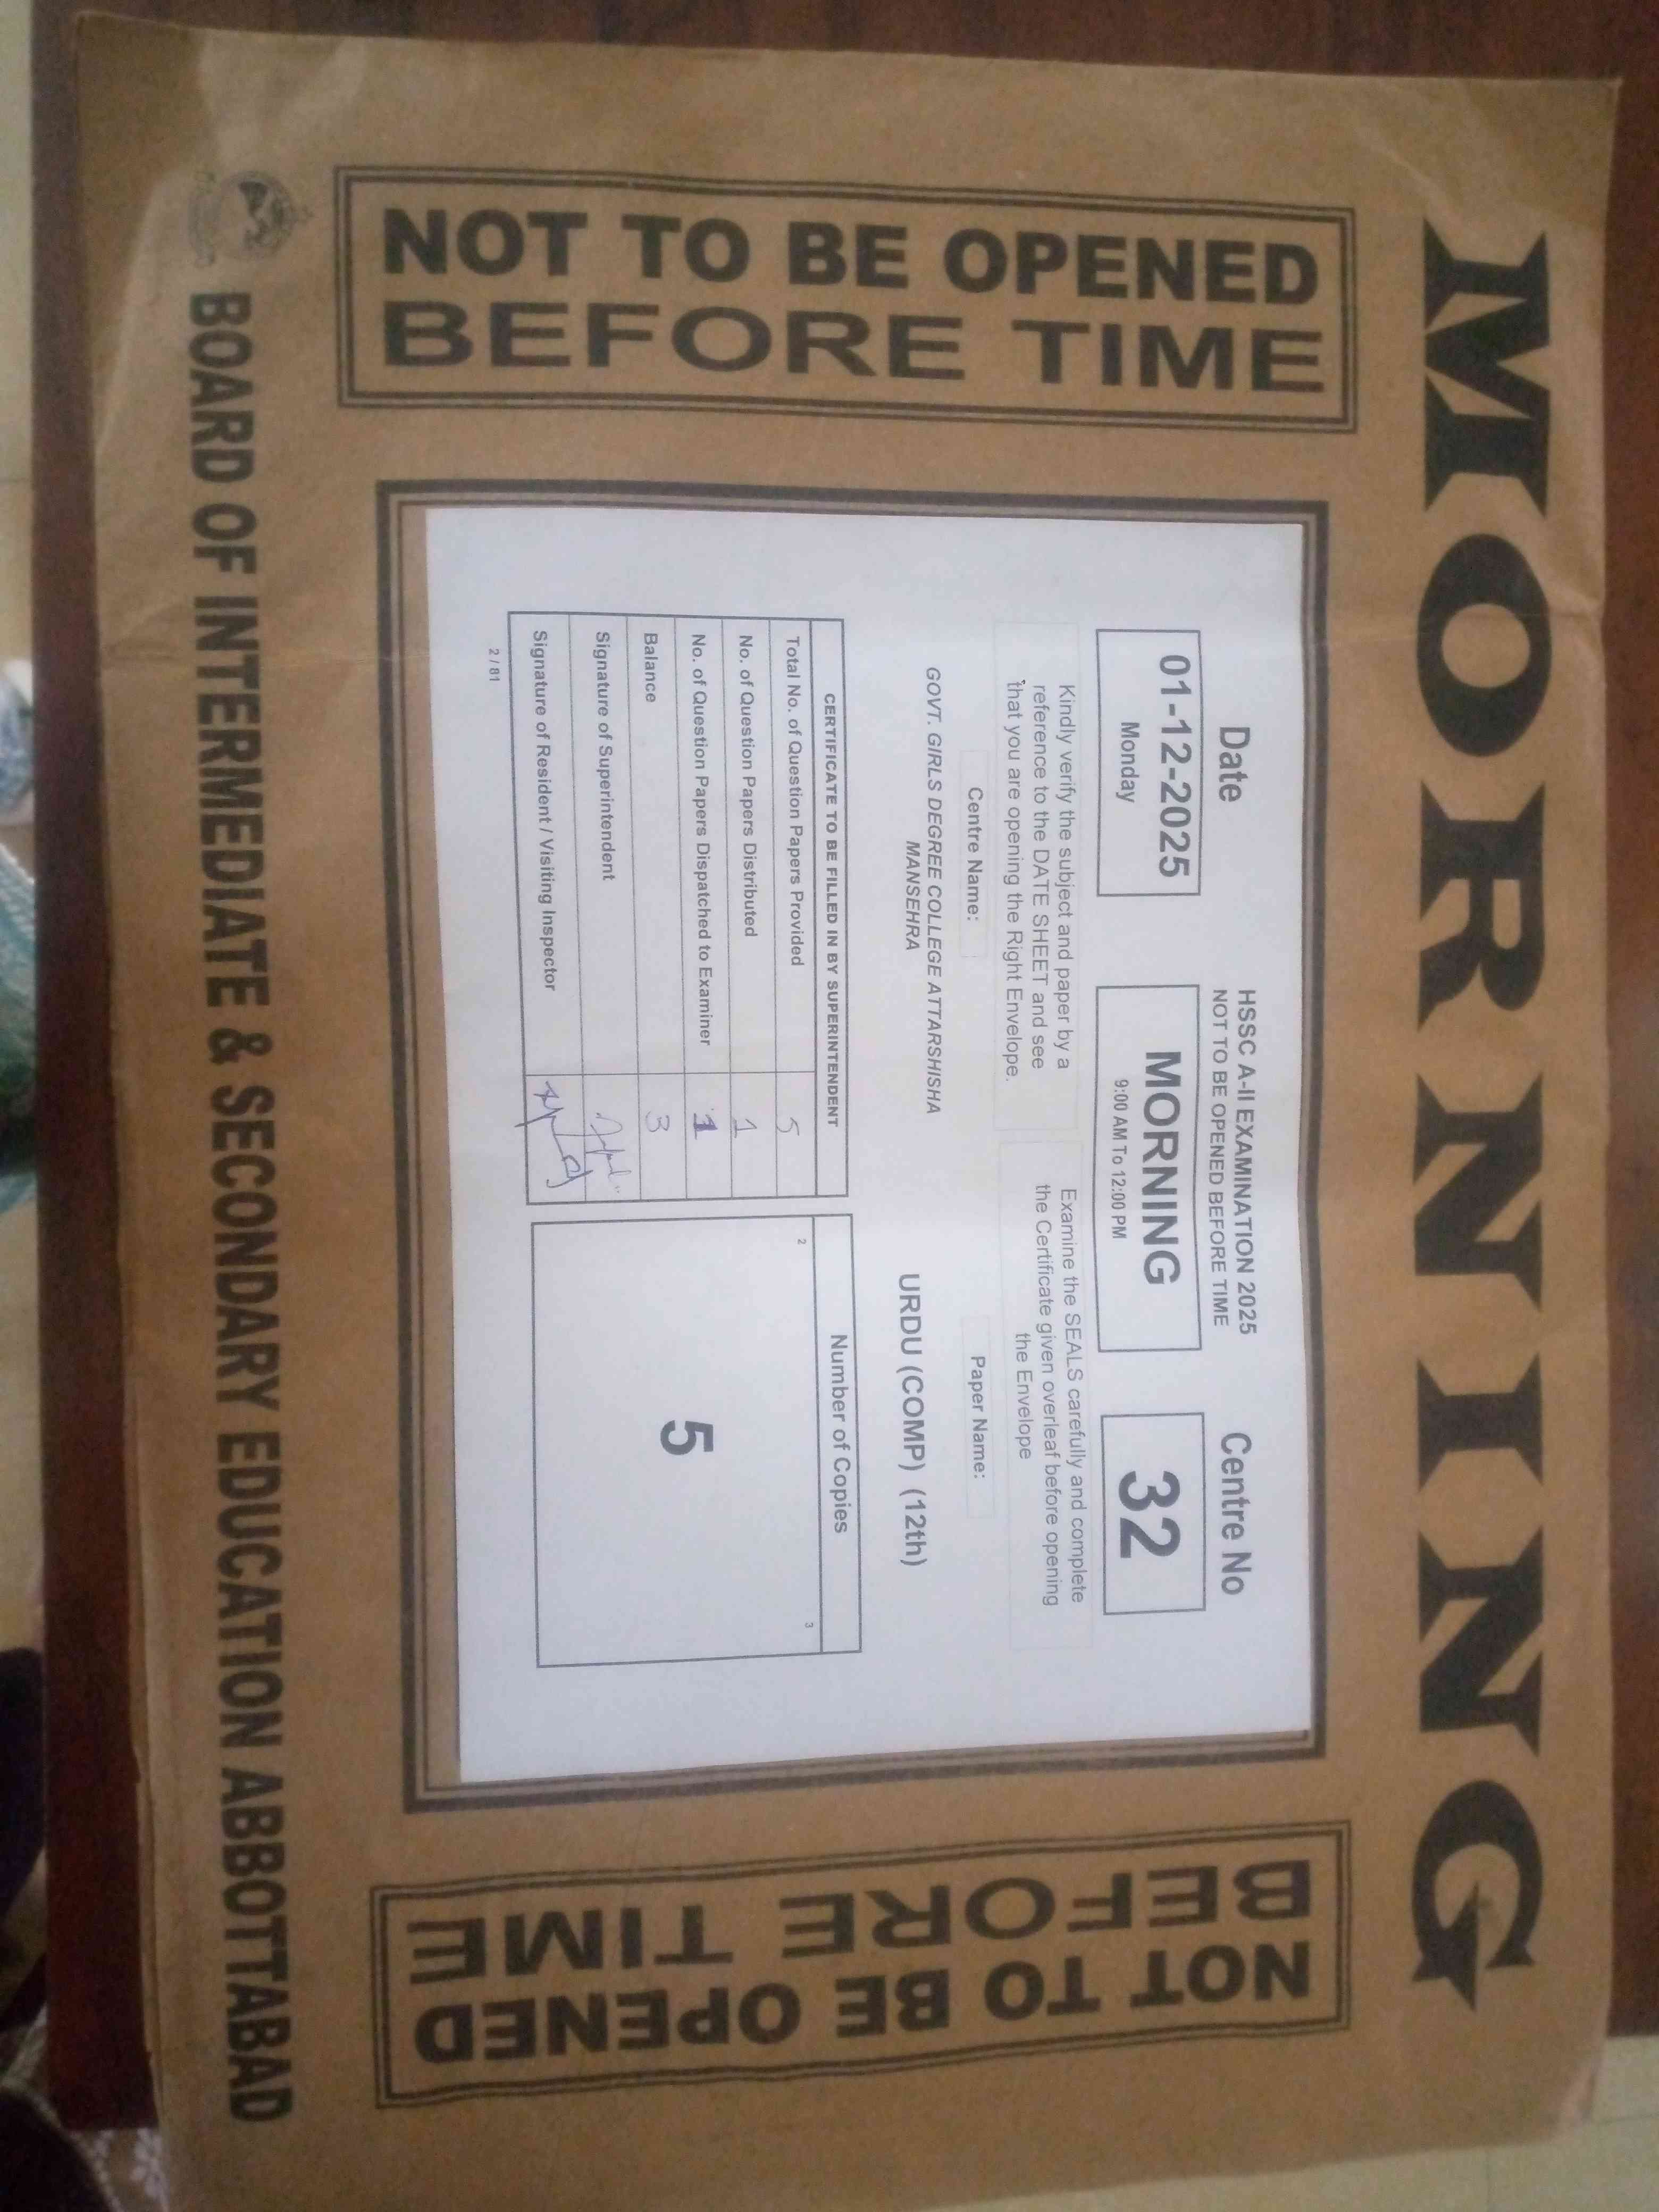 MORNING
NOT TO BE OPENED
BEFORE TIME
Date
01-12-2025
Monday
HSSC A-II EXAMINATION 2025
NOT TO BE OPENED BEFORE TIME
MORNING
9:00 AM To 12:00 PM
Centre No
32
Kindly verify the subject and paper by a
reference to the DATE SHEET and see
that you are opening the Right Envelope.
Examine the SEALS carefully and complete
the Certificate given overleaf before opening
the Envelope
Centre Name:
GOVT. GIRLS DEGREE COLLEGE ATTARSHISHA
MANSEHRA
Paper Name:
URDU (COMP) (12th)
CERTIFICATE TO BE FILLED IN BY SUPERINTENDENT
Total No. of Question Papers Provided 5
No. of Question Papers Distributed 1
No. of Question Papers Dispatched to Examiner 1
Balance 3
Signature of Superintendent
Signature of Resident / Visiting Inspector
2 / 81
Number of Copies
2 3
5
NOT TO BE OPENED
BEFORE TIME
BOARD OF INTERMEDIATE & SECONDARY EDUCATION ABBOTTABAD